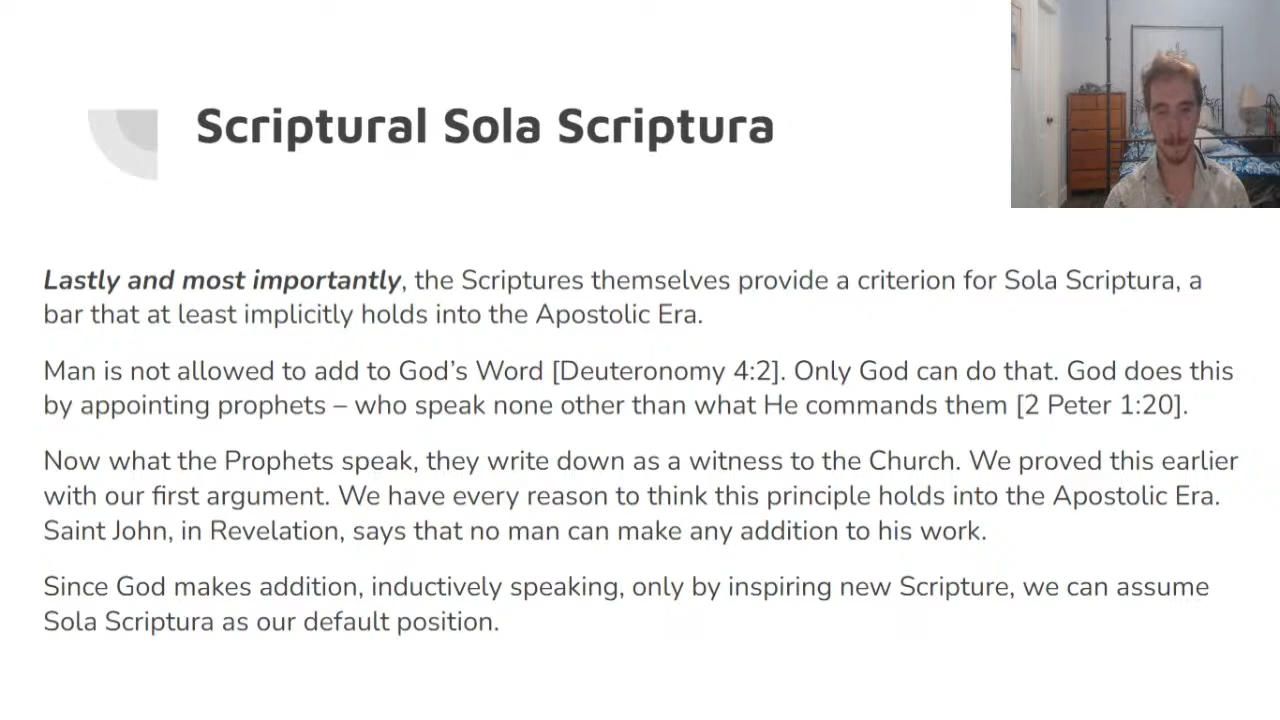 Scriptural Sola Scriptura
Lastly and most importantly, the Scriptures themselves provide a criterion for Sola Scriptura, a
bar that at least implicitly holds into the Apostolic Era.
Man is not allowed to add to God’s Word [Deuteronomy 4:2]. Only God can do that. God does this
by appointing prophets – who speak none other than what He commands them [2 Peter 1:20].
Now what the Prophets speak, they write down as a witness to the Church. We proved this earlier
with our first argument. We have every reason to think this principle holds into the Apostolic Era.
Saint John, in Revelation, says that no man can make any addition to his work.
Since God makes addition, inductively speaking, only by inspiring new Scripture, we can assume
Sola Scriptura as our default position.